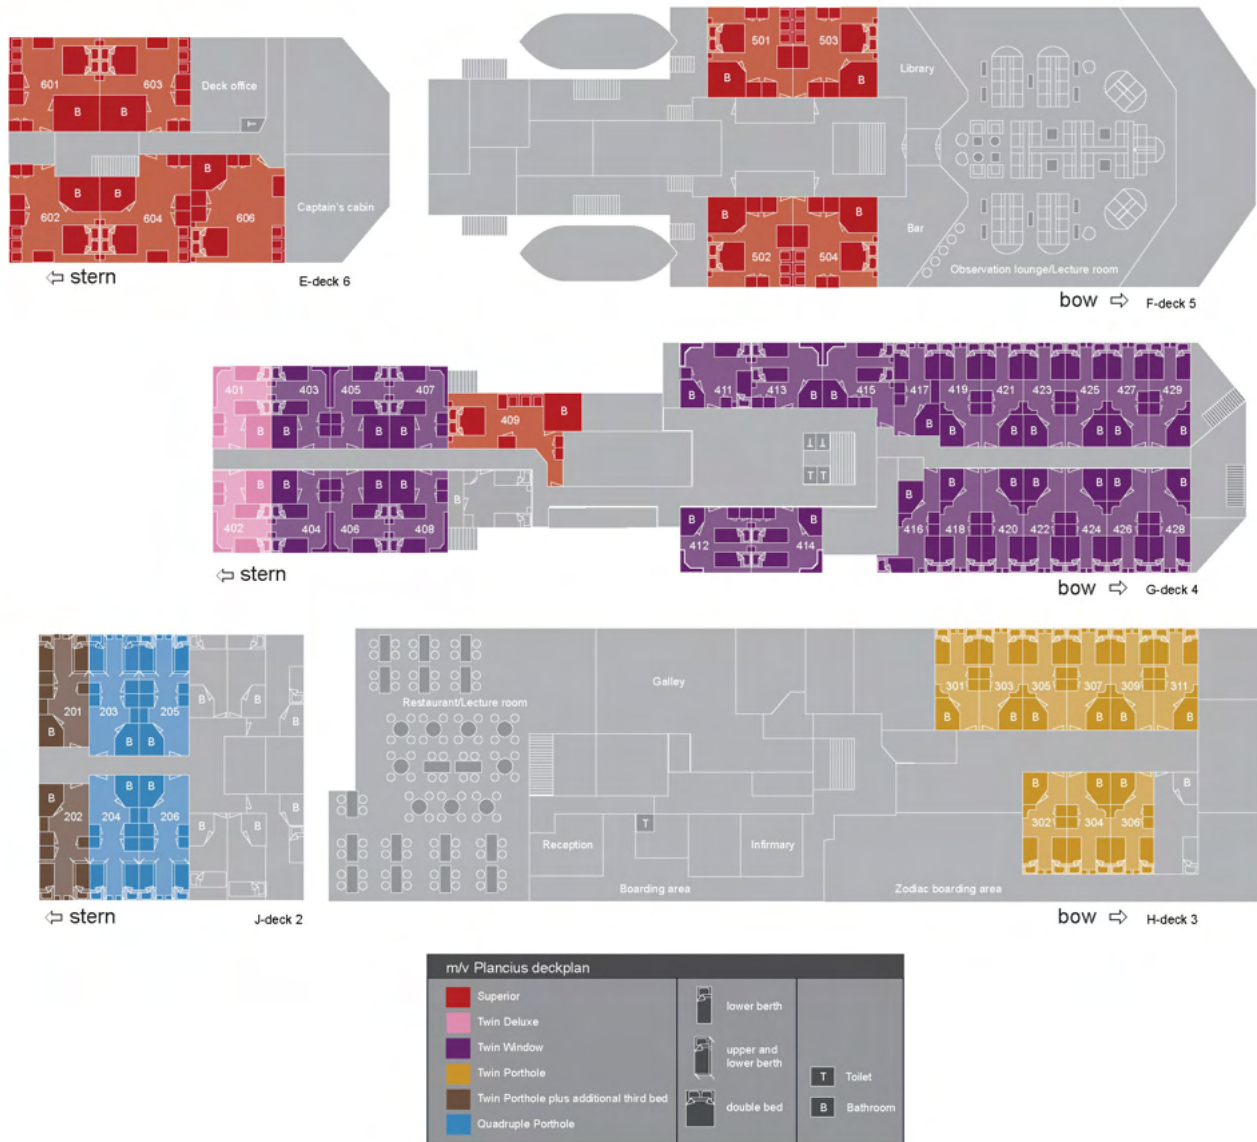 601
603
Deck office
T
B
B
B
B
B
602
604
606
Captain's cabin
stern
E-deck 6
501
503
B
B
Library
B
B
502
504
Bar
Observation lounge/Lecture room
bow
F-deck 5
401
403
405
407
B
B
B
B
409
B
411
413
415
417
419
421
423
425
427
429
B
B
B
B
B
B
B
B
B
B
T
T
T
T
B
B
B
B
B
402
404
406
408
B
B
412
414
B
B
B
B
B
B
B
416
418
420
422
424
426
428
stern
bow
G-deck 4
201
203
205
B
B
B
B
B
B
B
B
B
B
B
B
202
204
206
stern
J-deck 2
Restaurant/Lecture room
Galley
301
303
305
307
309
311
B
B
B
B
B
B
B
B
B
B
302
304
306
T
Reception
Infirmary
Boarding area
Zodiac boarding area
bow
H-deck 3
m/v Plancius deckplan
Superior
Twin Deluxe
Twin Window
Twin Porthole
Twin Porthole plus additional third bed
Quadruple Porthole
lower berth
upper and
lower berth
double bed
T
Toilet
B
Bathroom